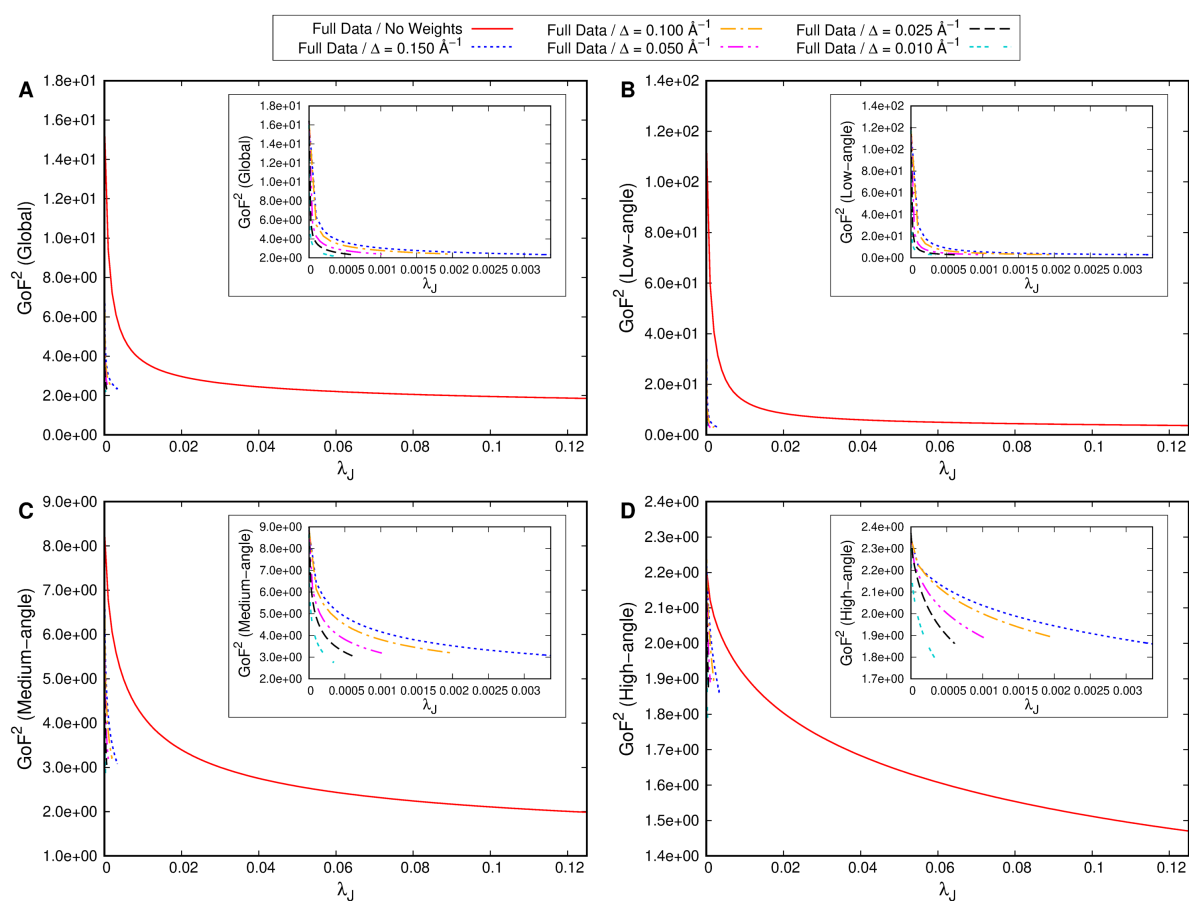 Full Data / No Weights
Full Data / Δ = 0.150 Å⁻¹
Full Data / Δ = 0.100 Å⁻¹
Full Data / Δ = 0.050 Å⁻¹
Full Data / Δ = 0.025 Å⁻¹
Full Data / Δ = 0.010 Å⁻¹
A
GoF² (Global)
1.8e+01
1.6e+01
1.4e+01
1.2e+01
1.0e+01
8.0e+00
6.0e+00
4.0e+00
2.0e+00
0.0e+00
0 0.02 0.04 0.06 0.08 0.1 0.12
λJ
GoF² (Global)
1.8e+01
1.6e+01
1.4e+01
1.2e+01
1.0e+01
8.0e+00
6.0e+00
4.0e+00
2.0e+00
0 0.0005 0.001 0.0015 0.002 0.0025 0.003
λJ
B
GoF² (Low−angle)
1.4e+02
1.2e+02
1.0e+02
8.0e+01
6.0e+01
4.0e+01
2.0e+01
0.0e+00
0 0.02 0.04 0.06 0.08 0.1 0.12
λJ
GoF² (Low−angle)
1.4e+02
1.2e+02
1.0e+02
8.0e+01
6.0e+01
4.0e+01
2.0e+01
0.0e+00
0 0.0005 0.001 0.0015 0.002 0.0025 0.003
λJ
C
GoF² (Medium−angle)
9.0e+00
8.0e+00
7.0e+00
6.0e+00
5.0e+00
4.0e+00
3.0e+00
2.0e+00
1.0e+00
0 0.02 0.04 0.06 0.08 0.1 0.12
λJ
GoF² (Medium−angle)
9.0e+00
8.0e+00
7.0e+00
6.0e+00
5.0e+00
4.0e+00
3.0e+00
2.0e+00
0 0.0005 0.001 0.0015 0.002 0.0025 0.003
λJ
D
GoF² (High−angle)
2.4e+00
2.3e+00
2.2e+00
2.1e+00
2.0e+00
1.9e+00
1.8e+00
1.7e+00
1.6e+00
1.5e+00
1.4e+00
0 0.02 0.04 0.06 0.08 0.1 0.12
λJ
GoF² (High−angle)
2.4e+00
2.3e+00
2.2e+00
2.1e+00
2.0e+00
1.9e+00
1.8e+00
1.7e+00
0 0.0005 0.001 0.0015 0.002 0.0025 0.003
λJ